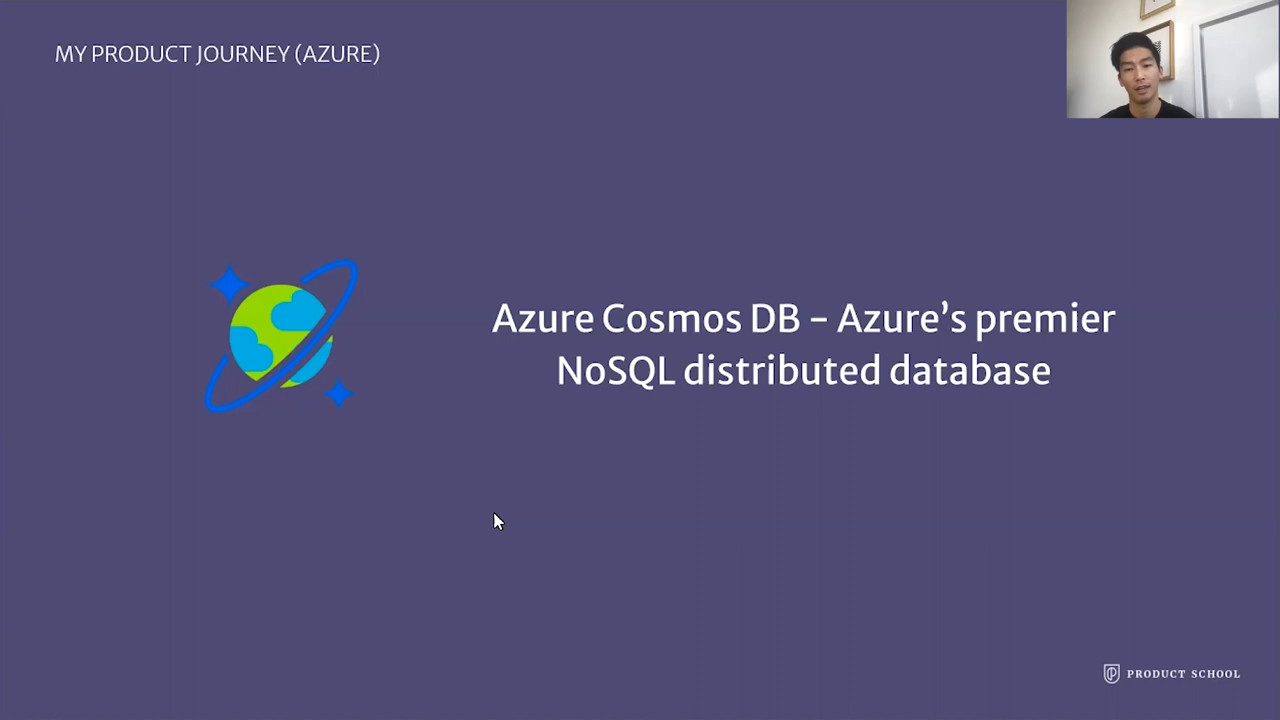 MY PRODUCT JOURNEY (AZURE)
Azure Cosmos DB - Azure’s premier
NoSQL distributed database
PRODUCT SCHOOL